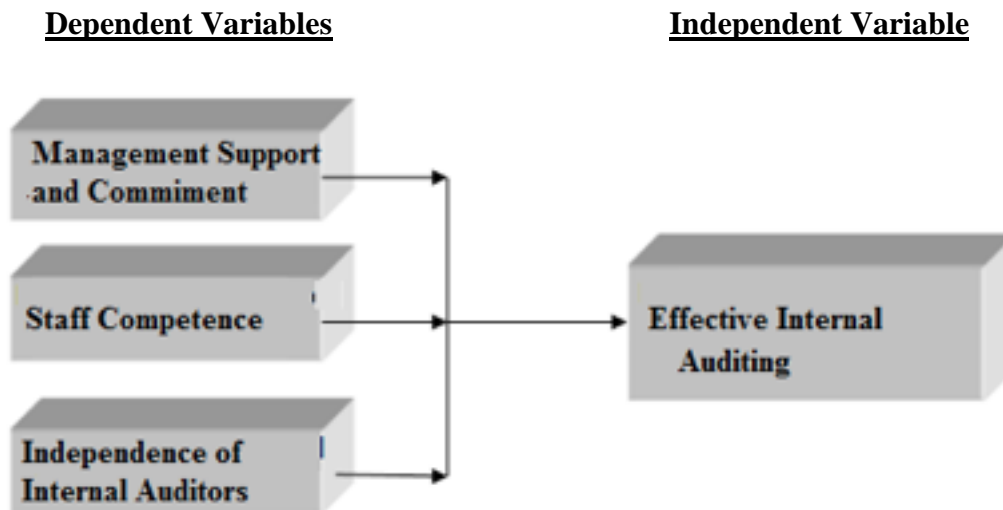 Dependent Variables
Independent Variable
Management Support
and Commiment
Staff Competence
Independence of
Internal Auditors
Effective Internal
Auditing